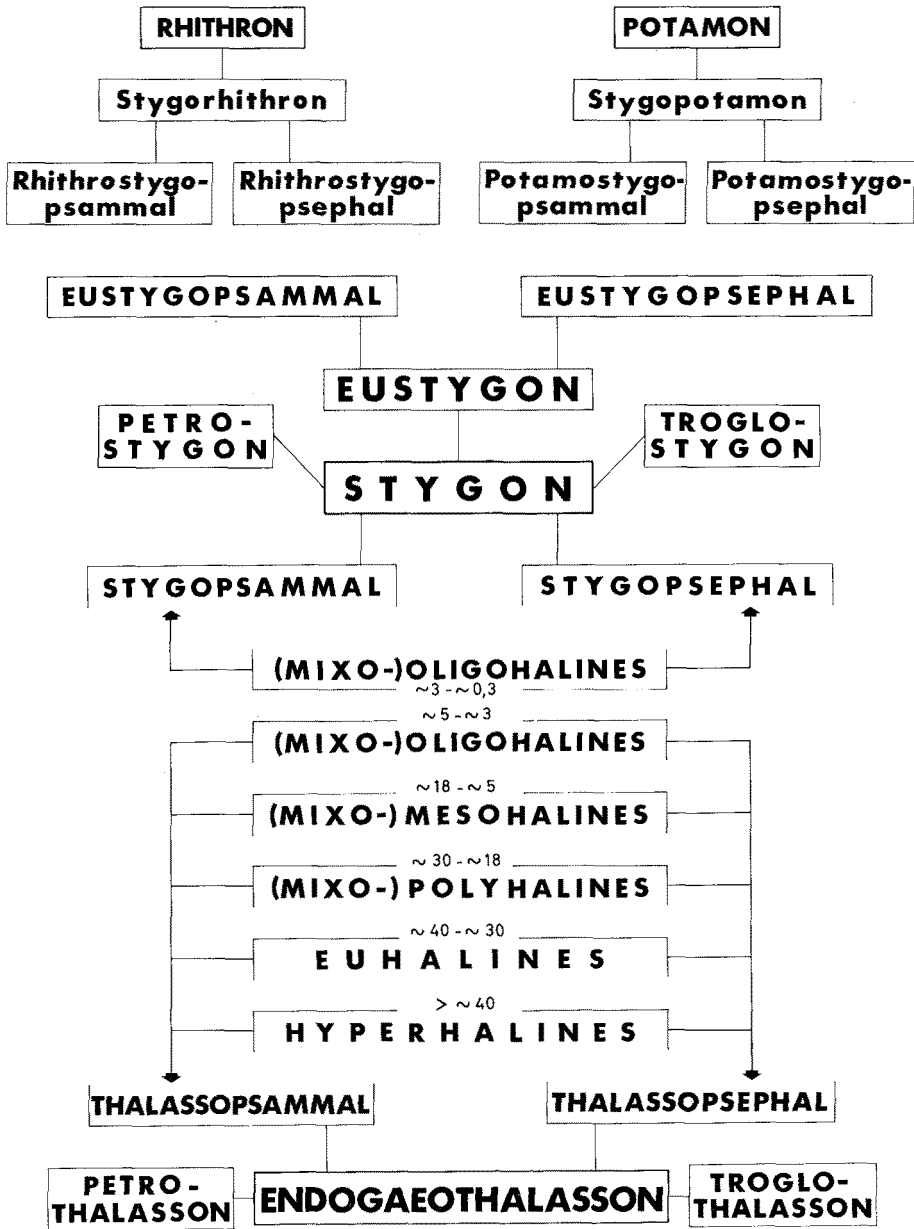 RHITHRON
POTAMON
Stygorhithron
Stygopotamon
Rhithrostygo-
psammal
Rhithrostygo-
psephal
Potamostygo-
psammal
Potamostygo-
psephal
EUSTYGOPSAMMAL
EUSTYGOPSEPHAL
EUSTYGON
PETRO-
STYGON
TROGLO-
STYGON
STYGON
STYGOPSAMMAL
STYGOPSEPHAL
(MIXO-)OLIGOHALINES
~3-~0,3
~5-~3
(MIXO-)OLIGOHALINES
~18-~5
(MIXO-)MESOHALINES
~30-~18
(MIXO-)POLYHALINES
~40-~30
EUHALINES
>~40
HYPERHALINES
THALASSOPSAMMAL
THALASSOPSEPHAL
PETRO-
THALASSON
ENDOGAEOTHALASSON
TROGLO-
THALASSON